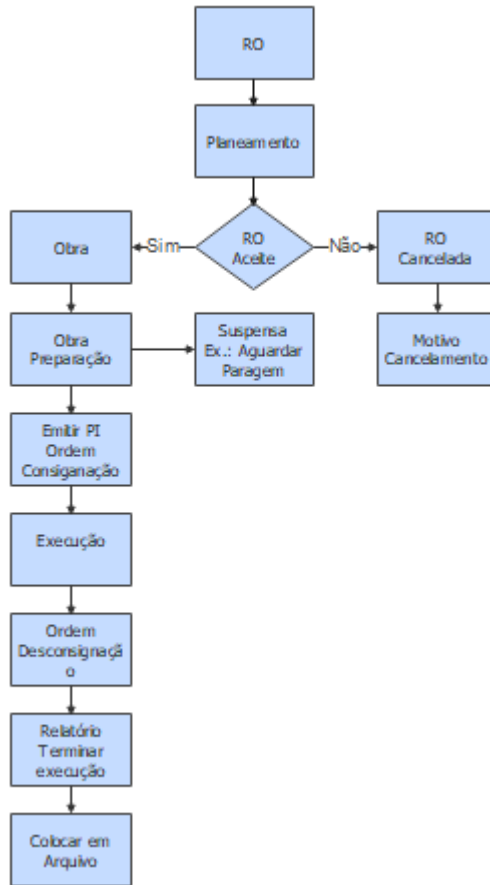 RO
Planeamento
RO
Aceite
Sim
Não
Obra
RO
Cancelada
Obra
Preparação
Suspensa
Ex.: Aguardar
Paragem
Motivo
Cancelamento
Emitir PI
Ordem
Consiganação
Execução
Ordem
Desconsignaçã
o
Relatório
Terminar
execução
Colocar em
Arquivo